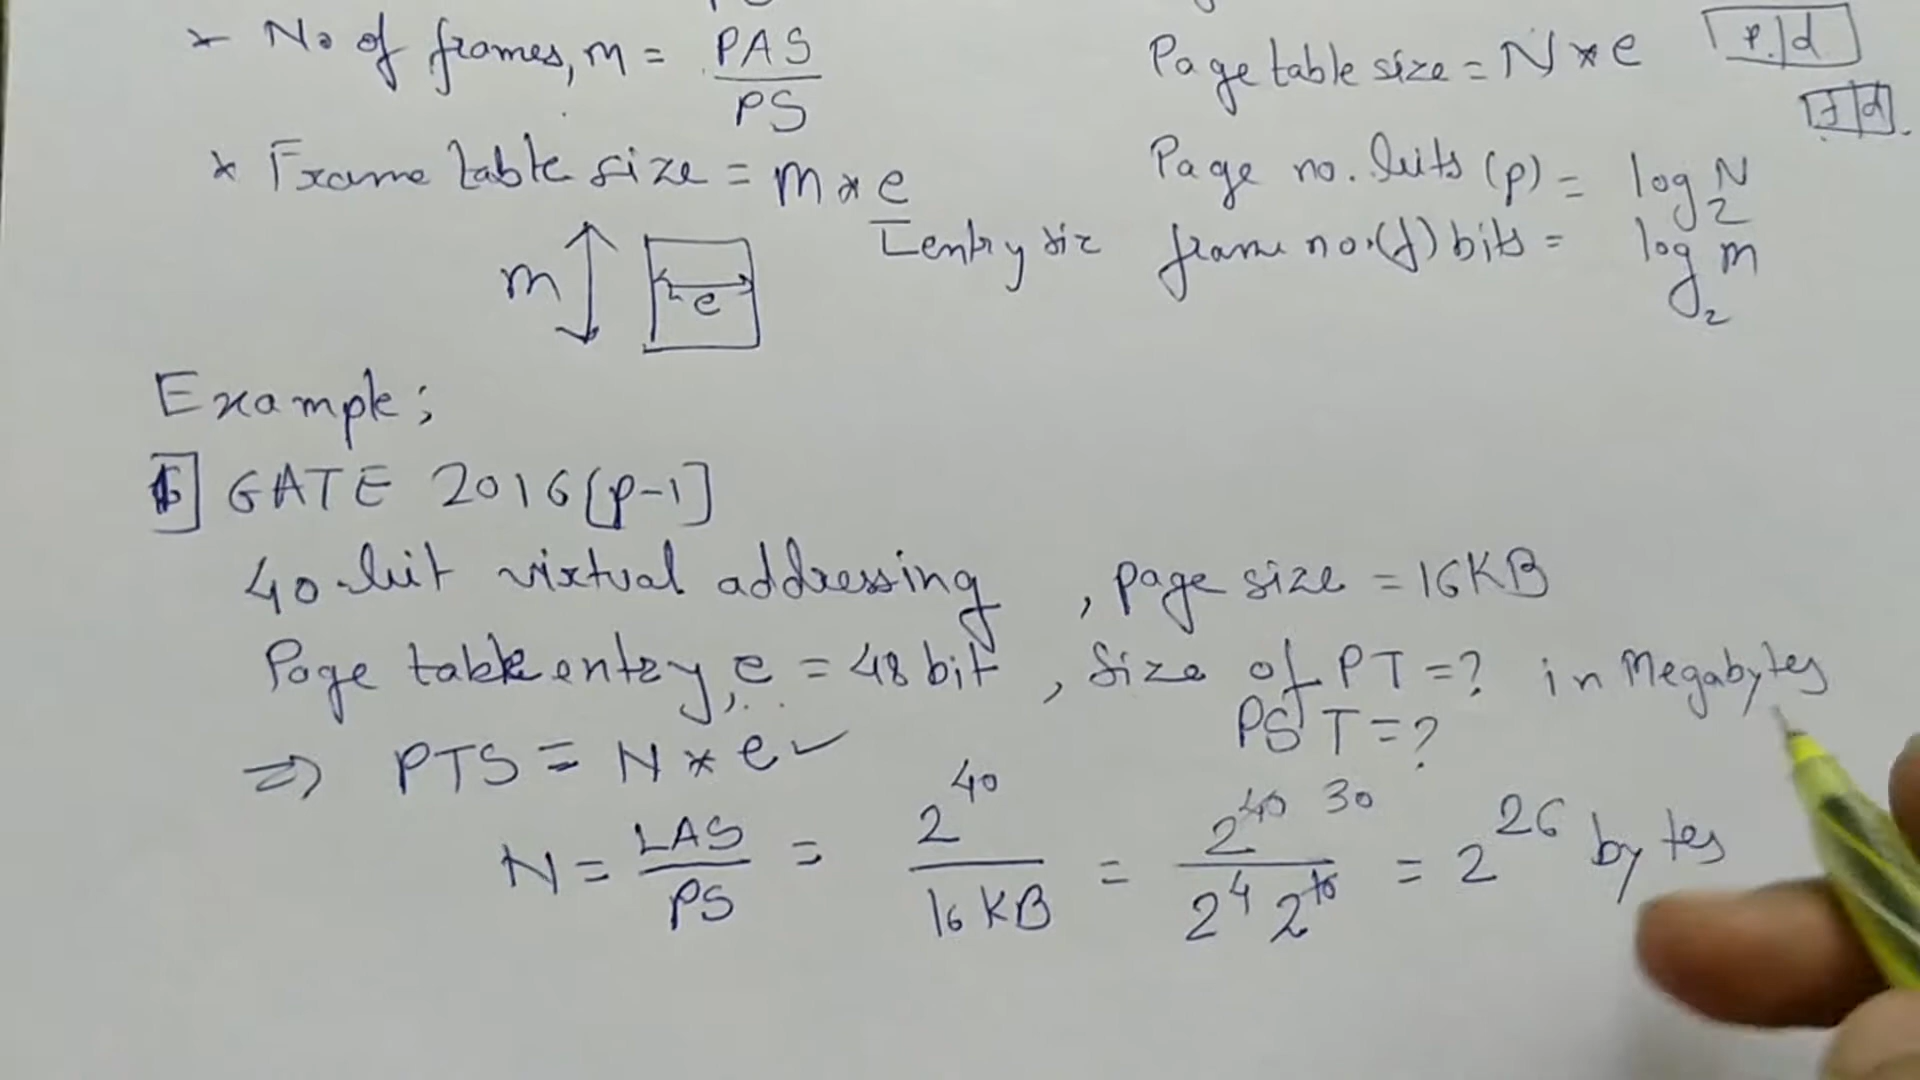 * No of frames, m = PAS / PS
Page table size = N * e
p | d
f | d
* Frame table size = m * e
Page no. bits (p) = log₂ N
entry siz
frame no. (f) bits = log₂ m
m
e
Example;
GATE 2016 [p-1]
40-bit virtual addressing , page size = 16KB
Page table entry, e = 48 bit , Size of PT = ? in Megabytes
PST = ?
⇒ PTS = N * e ✓
N = LAS / PS = 2^40 / 16KB = 2^40 30 / 2^4 2^10 = 2^26 bytes